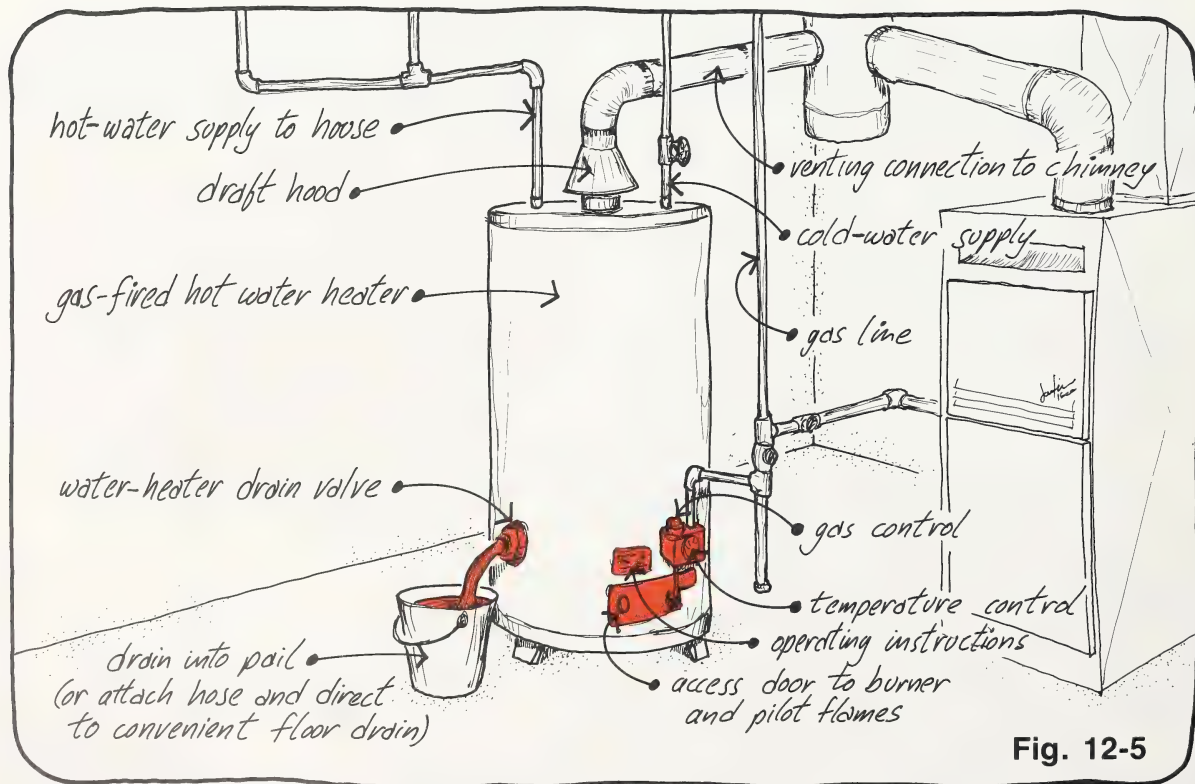 hot-water supply to hoose
draft hood
gas-fired hot water heater
water-heater drain valve
drain into pail
(or attach hose and direct
to convenient floor drain)
venting connection to chimney
cold-water supply
gas line
gas control
temperature control
operating instructions
access door to burner
and pilot flames
Fig. 12-5